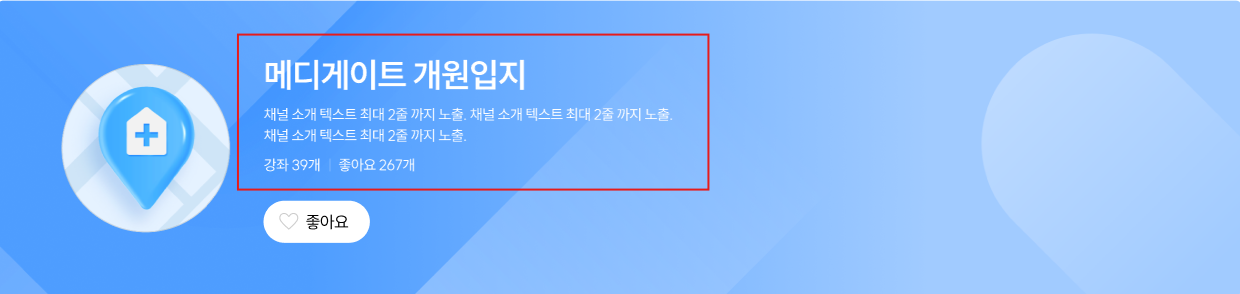 메디게이트 개원입지
채널 소개 텍스트 최대 2줄 까지 노출. 채널 소개 텍스트 최대 2줄 까지 노출.
채널 소개 텍스트 최대 2줄 까지 노출.
강좌 39개 | 좋아요 267개
좋아요